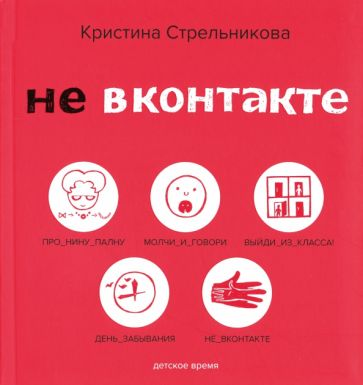 Кристина Стрельникова
не вконтакте
ПРО_НИНУ_ПАЛНУ
МОЛЧИ_И_ГОВОРИ
ВЫЙДИ_ИЗ_КЛАССА!
ДЕНЬ_ЗАБЫВАНИЯ
НЕ_ВКОНТАКТЕ
детское время